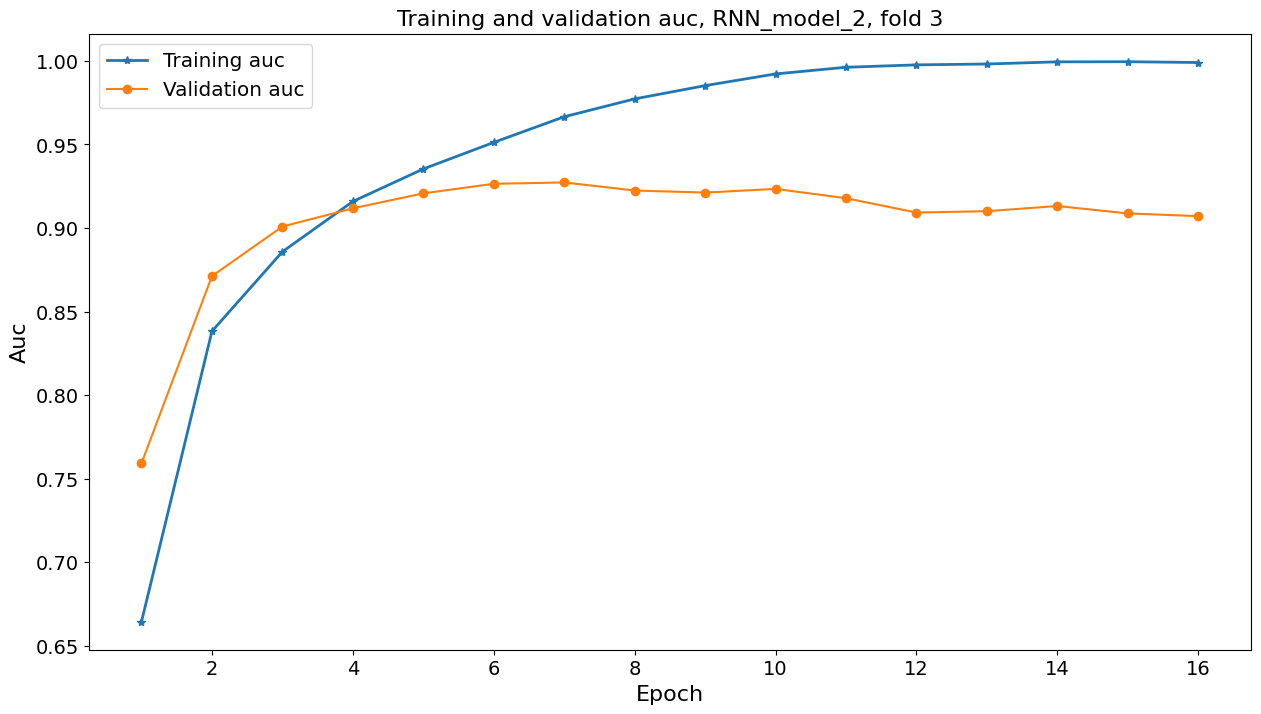 Training and validation auc, RNN_model_2, fold 3
Training auc
Validation auc
1.00
0.95
0.90
0.85
0.80
0.75
0.70
0.65
Auc
2 4 6 8 10 12 14 16
Epoch